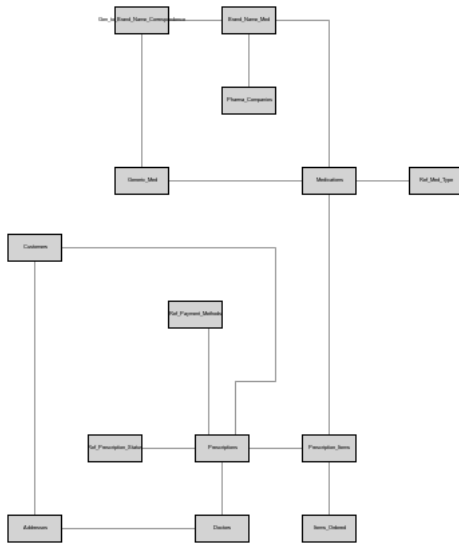 Gen_to_Brand_Name_Correspondence
Brand_Name_Med
Pharma_Companies
Generic_Med
Medications
Ref_Med_Type
Customers
Ref_Payment_Methods
Ref_Prescription_Status
Prescriptions
Prescription_Items
Addresses
Doctors
Items_Ordered